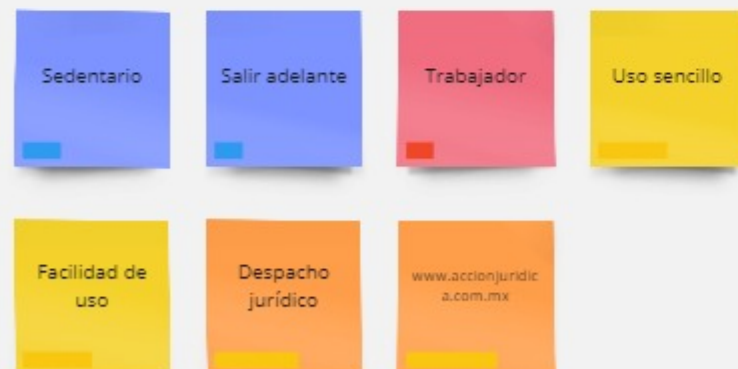 Sedentario
Salir adelante
Trabajador
Uso sencillo
Facilidad de
uso
Despacho
jurídico
www.accionjuridic
a.com.mx